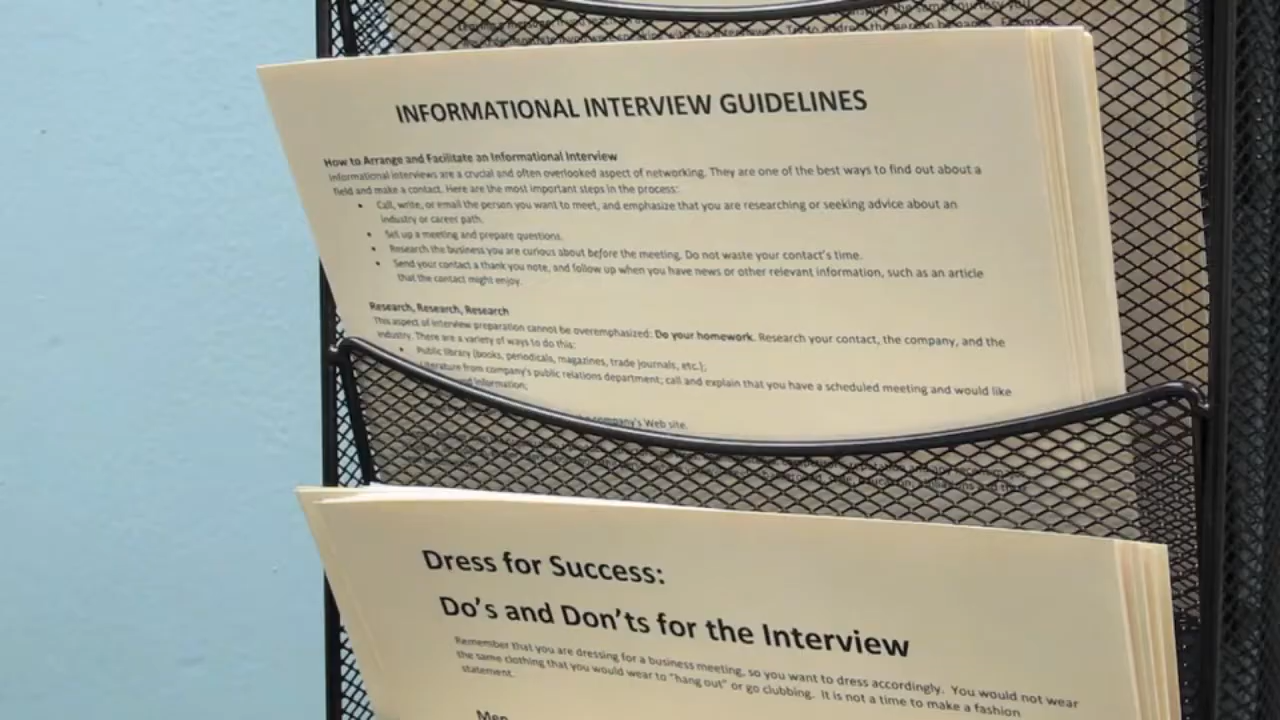 INFORMATIONAL INTERVIEW GUIDELINES
How to Arrange and Facilitate an Informational Interview
Informational interviews are a crucial and often overlooked aspect of networking. They are one of the best ways to find out about a
field and make a contact. Here are the most important steps in the process:
• Call, write, or email the person you want to meet, and emphasize that you are researching or seeking advice about an
industry or career path.
• Set up a meeting and prepare questions.
• Research the business you are curious about before the meeting. Do not waste your contact's time.
• Send your contact a thank you note, and follow up when you have news or other relevant information, such as an article
that the contact might enjoy.
Research, Research, Research
This aspect of interview preparation cannot be overemphasized: Do your homework. Research your contact, the company, and the
industry. There are a variety of ways to do this:
• Public library (books, periodicals, magazines, trade journals, etc.);
Literature from company's public relations department; call and explain that you have a scheduled meeting and would like
information;
company's Web site.
Dress for Success:
Do's and Don'ts for the Interview
Remember that you are dressing for a business meeting, so you want to dress accordingly. You would not wear
the same clothing that you would wear to "hang out" or go clubbing. It is not a time to make a fashion
statement.
Men